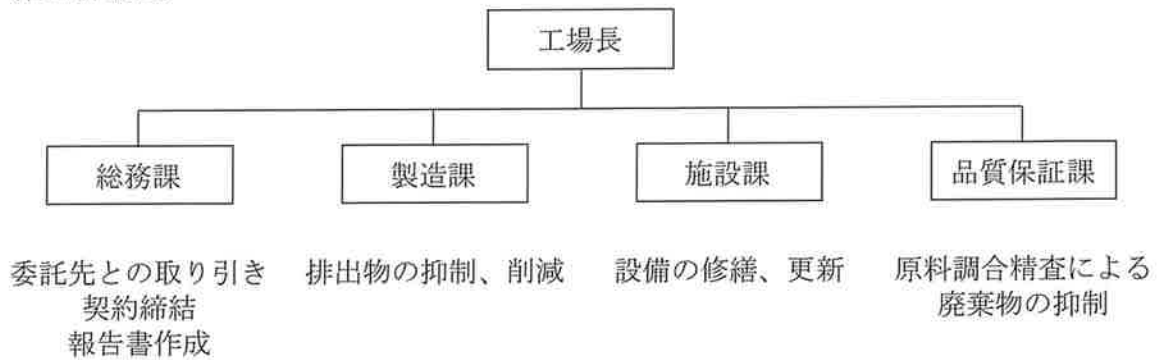 工場長
総務課
製造課
施設課
品質保証課
委託先との取り引き
契約締結
報告書作成
排出物の抑制、削減
設備の修繕、更新
原料調合精査による
廃棄物の抑制